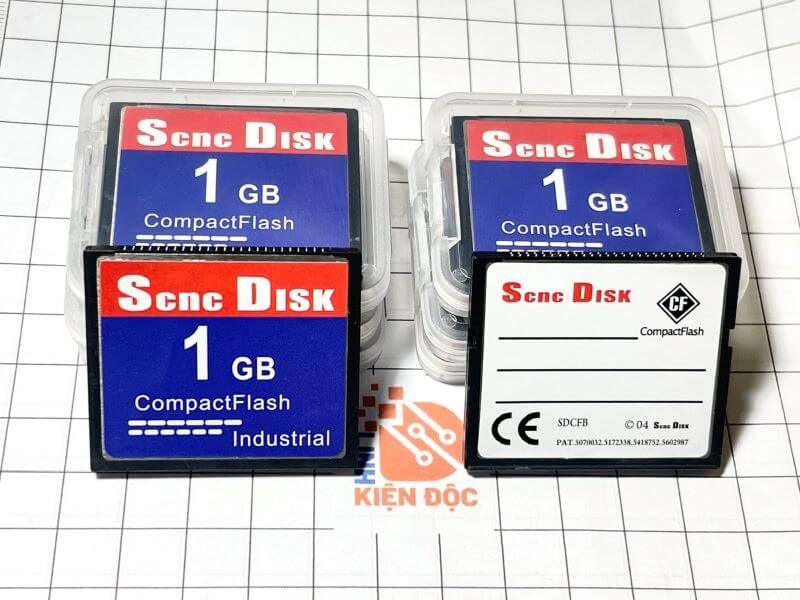 Scnc Disk
1 GB
CompactFlash
Scnc Disk
1 GB
CompactFlash
Scnc Disk
1 GB
CompactFlash
Industrial
Scnc Disk
CF
CompactFlash
CE
SDCFB
© 04 Scnc Disk
PAT.5070032.5172338.5418752.5602987
KIỆN ĐỘC